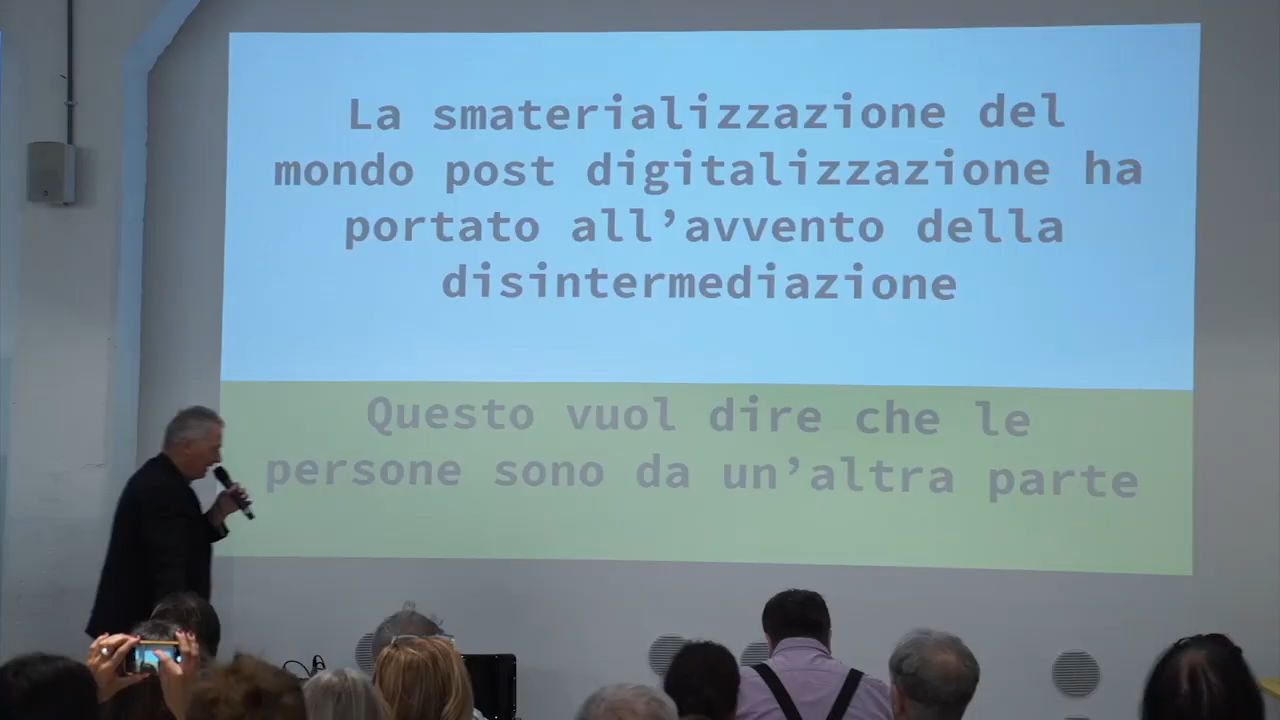 La smaterializzazione del
mondo post digitalizzazione ha
portato all’avvento della
disintermediazione
Questo vuol dire che le
persone sono da un’altra parte